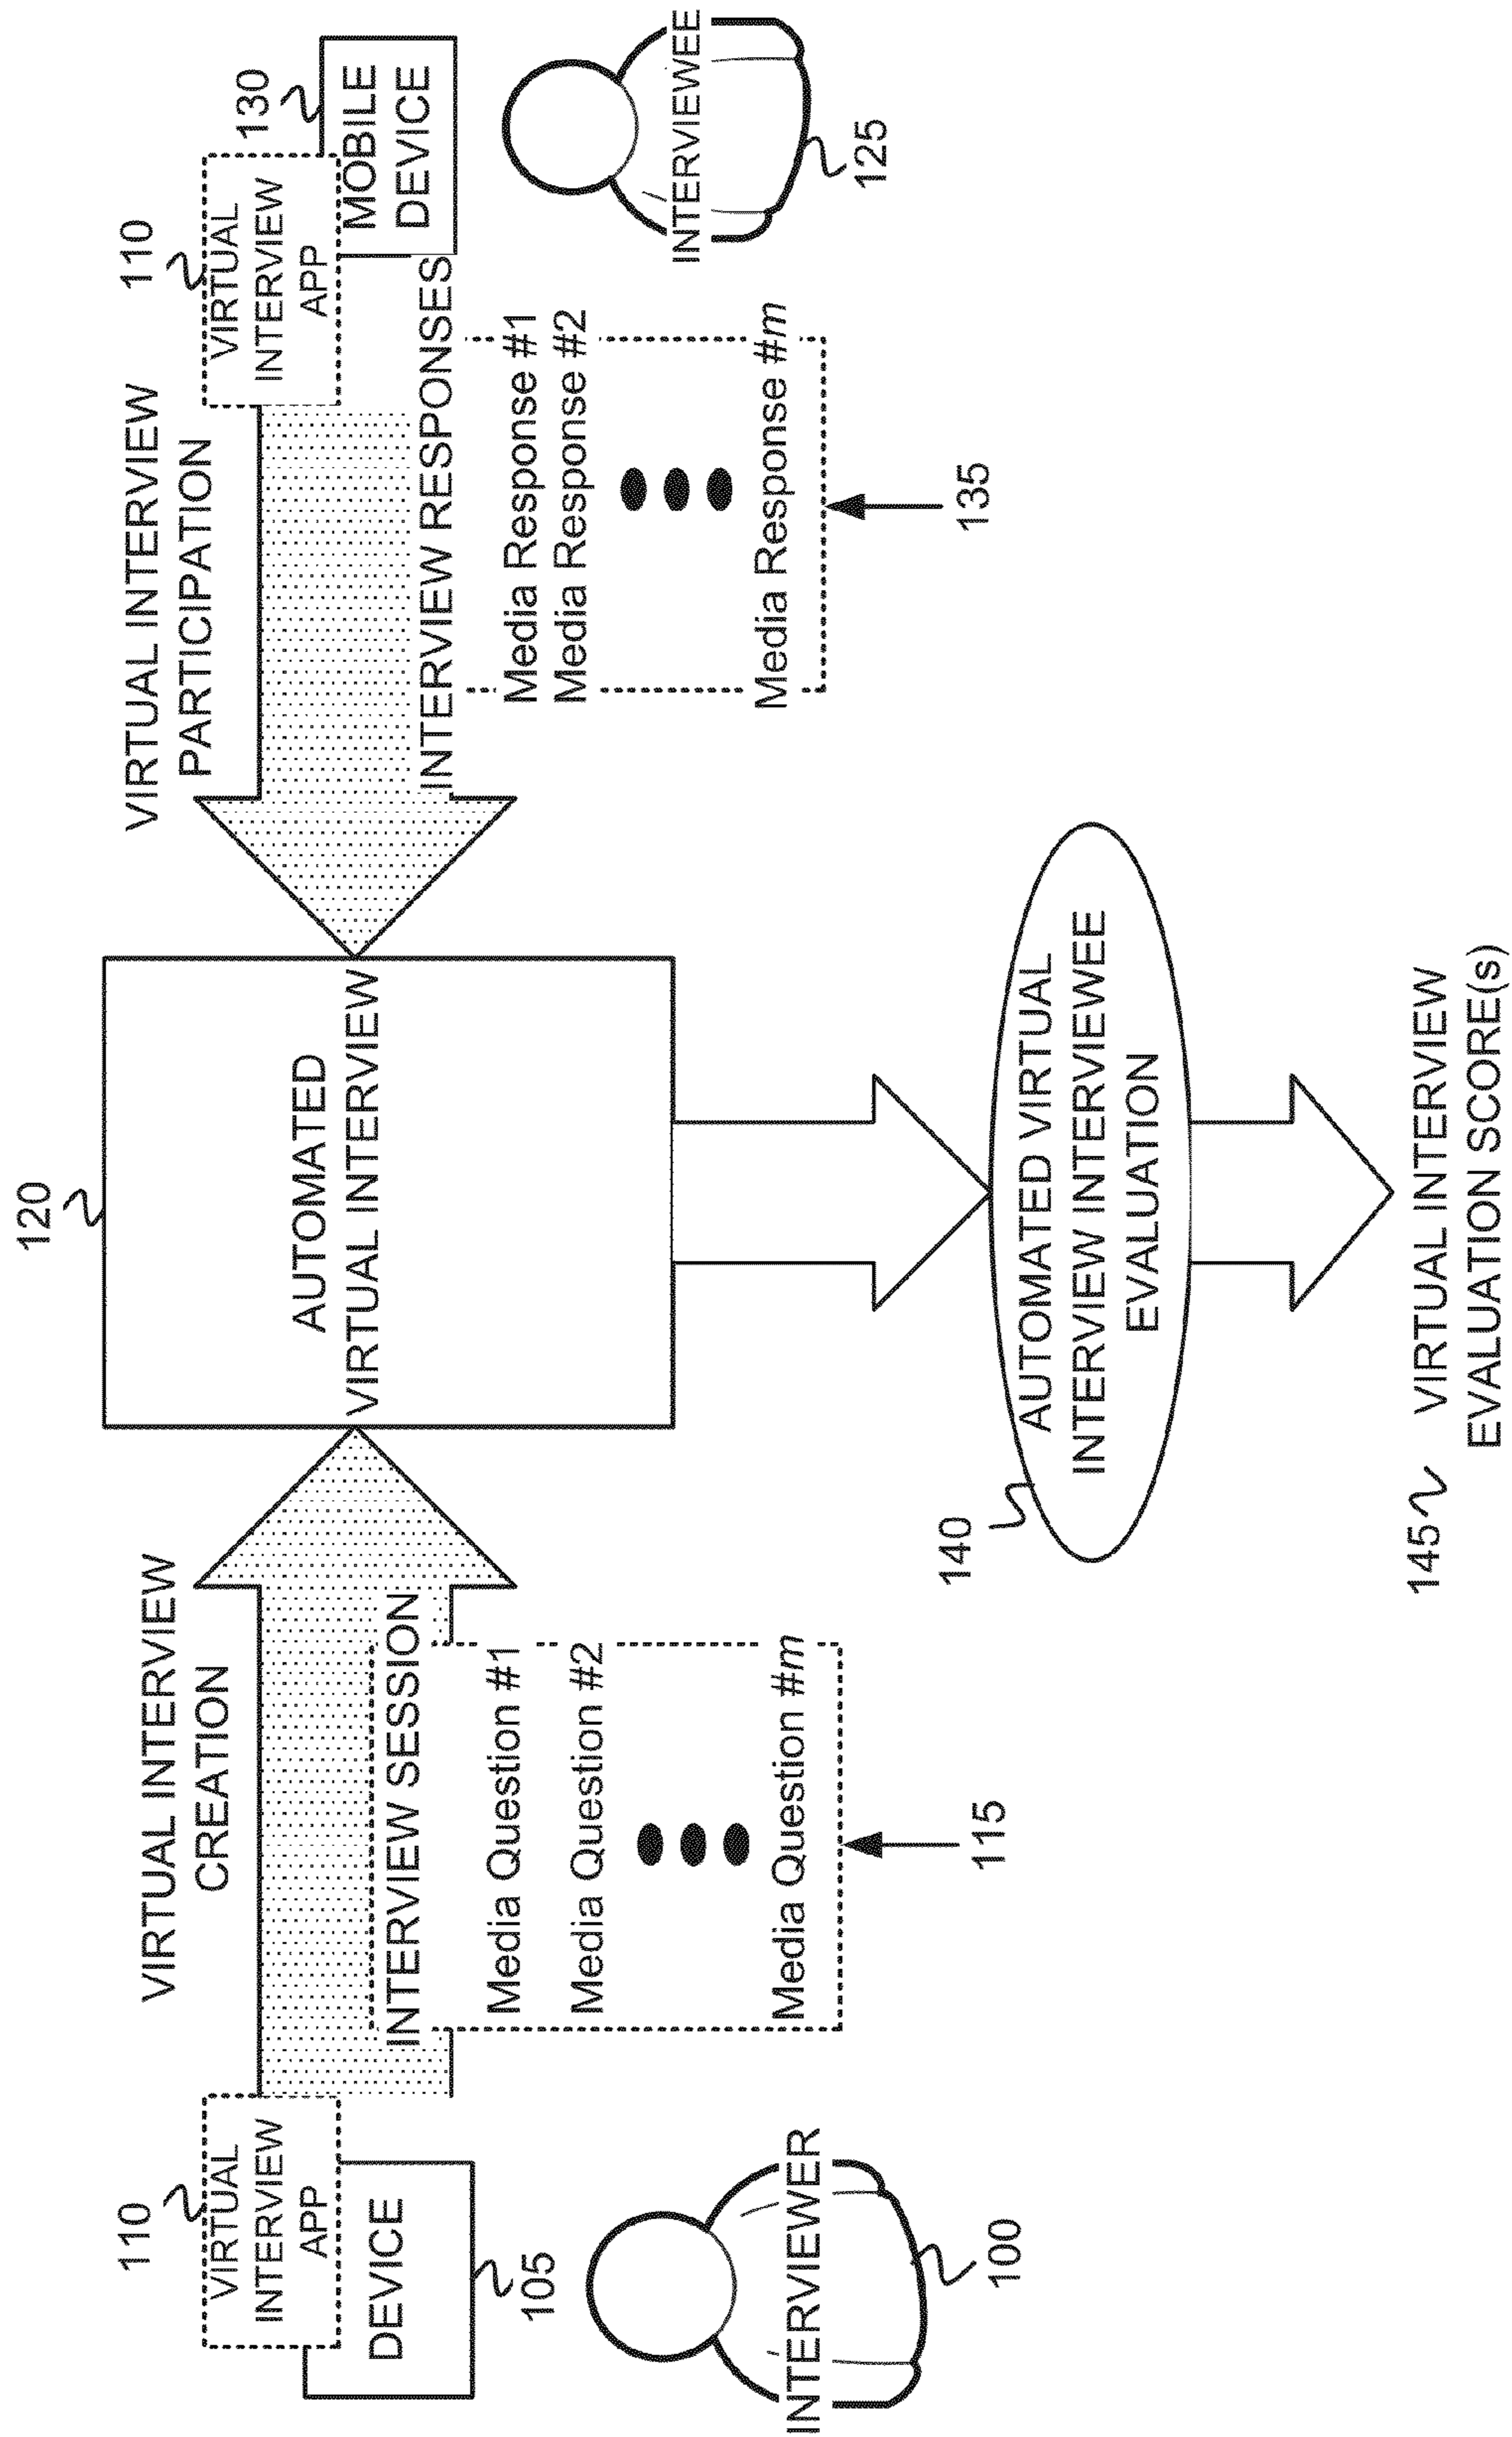 VIRTUAL INTERVIEW
CREATION
110
VIRTUAL
INTERVIEW
APP
DEVICE
105
INTERVIEWER
100
INTERVIEW SESSION
Media Question #1
Media Question #2
Media Question #m
115
120
AUTOMATED
VIRTUAL INTERVIEW
VIRTUAL INTERVIEW
PARTICIPATION
110
VIRTUAL
INTERVIEW
APP
130
MOBILE
DEVICE
INTERVIEWEE
125
INTERVIEW RESPONSES
Media Response #1
Media Response #2
Media Response #m
135
140
AUTOMATED VIRTUAL
INTERVIEW INTERVIEWEE
EVALUATION
145
VIRTUAL INTERVIEW
EVALUATION SCORE(s)